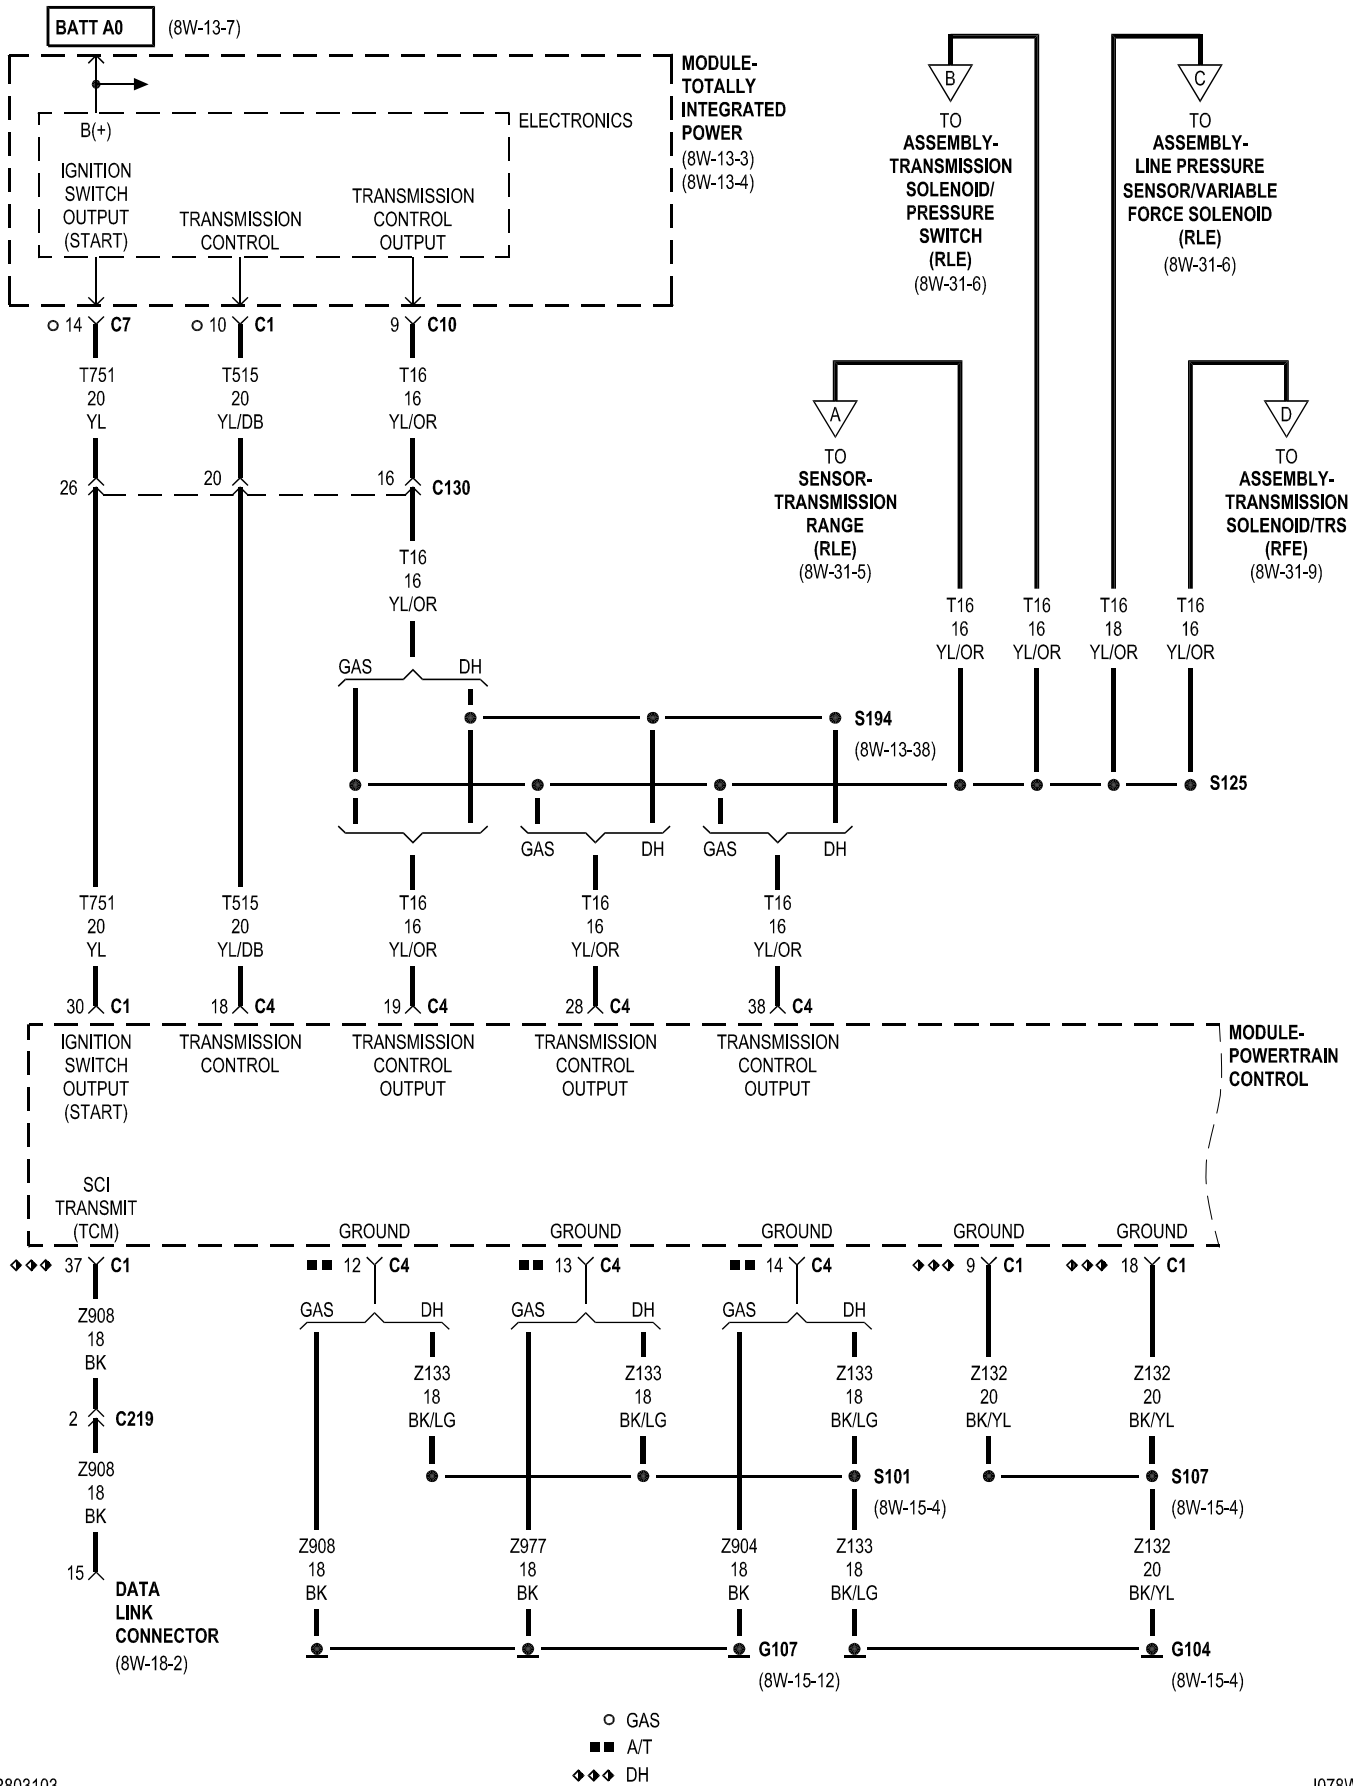 BATT A0 (8W-13-7)
MODULE-
TOTALLY
INTEGRATED
POWER
(8W-13-3)
(8W-13-4)
ELECTRONICS
B(+)
IGNITION
SWITCH
OUTPUT
(START)
TRANSMISSION
CONTROL
TRANSMISSION
CONTROL
OUTPUT
14 C7
10 C1
9 C10
B
TO
ASSEMBLY-
TRANSMISSION
SOLENOID/
PRESSURE
SWITCH
(RLE)
(8W-31-6)
C
TO
ASSEMBLY-
LINE PRESSURE
SENSOR/VARIABLE
FORCE SOLENOID
(RLE)
(8W-31-6)
A
TO
SENSOR-
TRANSMISSION
RANGE
(RLE)
(8W-31-5)
D
TO
ASSEMBLY-
TRANSMISSION
SOLENOID/TRS
(RFE)
(8W-31-9)
T751
20
YL
T515
20
YL/DB
T16
16
YL/OR
26 20 16 C130
T16
16
YL/OR
T16
16
YL/OR
T16
16
YL/OR
T16
18
YL/OR
T16
16
YL/OR
GAS DH
S194
(8W-13-38)
S125
GAS DH GAS DH
T751
20
YL
T515
20
YL/DB
T16
16
YL/OR
T16
16
YL/OR
T16
16
YL/OR
30 C1
18 C4
19 C4
28 C4
38 C4
MODULE-
POWERTRAIN
CONTROL
IGNITION
SWITCH
OUTPUT
(START)
TRANSMISSION
CONTROL
TRANSMISSION
CONTROL
OUTPUT
TRANSMISSION
CONTROL
OUTPUT
TRANSMISSION
CONTROL
OUTPUT
SCI
TRANSMIT
(TCM)
GROUND GROUND GROUND GROUND GROUND
37 C1
12 C4
13 C4
14 C4
9 C1
18 C1
GAS DH GAS DH GAS DH
Z908
18
BK
Z133
18
BK/LG
Z133
18
BK/LG
Z133
18
BK/LG
Z132
20
BK/YL
Z132
20
BK/YL
2 C219
Z908
18
BK
S101
(8W-15-4)
S107
(8W-15-4)
Z908
18
BK
Z977
18
BK
Z904
18
BK
Z133
18
BK/LG
Z132
20
BK/YL
15
DATA
LINK
CONNECTOR
(8W-18-2)
G107
(8W-15-12)
G104
(8W-15-4)
GAS
A/T
DH